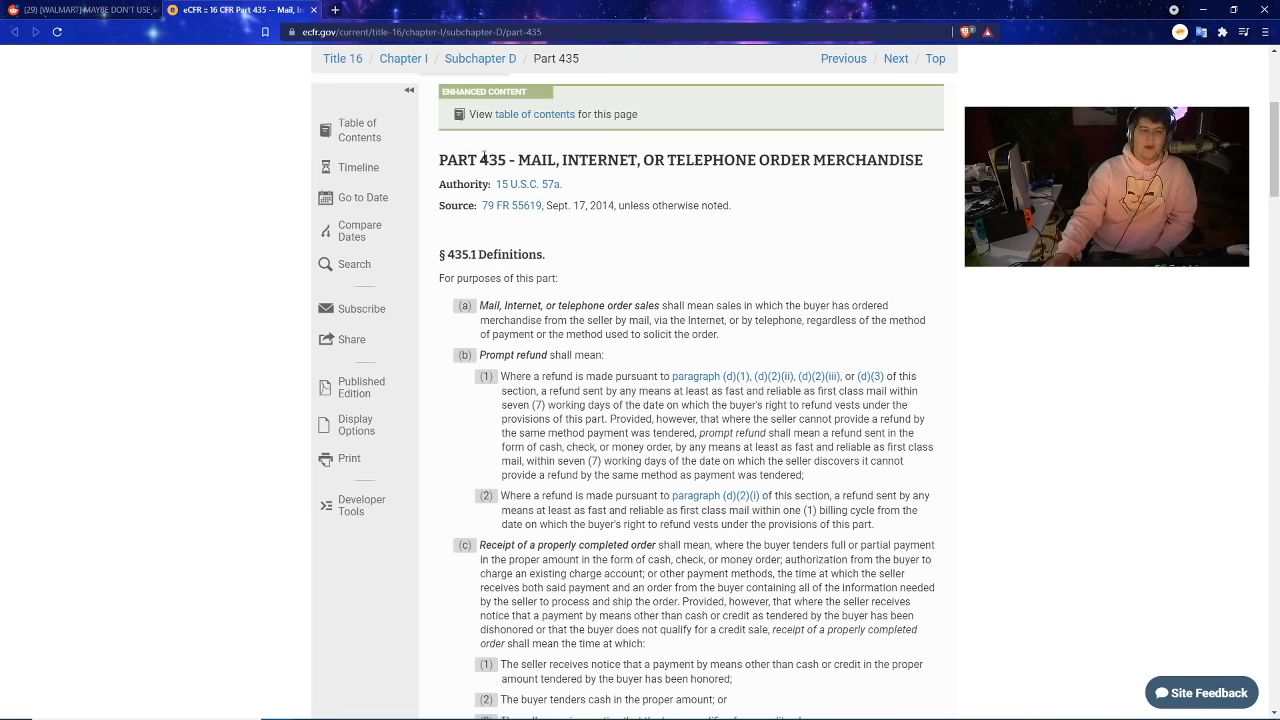 (29) [WALMART] MAYBE DON'T USE
eCFR :: 16 CFR Part 435 -- Mail, In
ecfr.gov/current/title-16/chapter-I/subchapter-D/part-435
Title 16 / Chapter I / Subchapter D / Part 435
Previous / Next / Top
Table of
Contents
Timeline
Go to Date
Compare
Dates
Search
Subscribe
Share
Published
Edition
Display
Options
Print
Developer
Tools
ENHANCED CONTENT
View table of contents for this page
PART 435 - MAIL, INTERNET, OR TELEPHONE ORDER MERCHANDISE
Authority: 15 U.S.C. 57a.
Source: 79 FR 55619, Sept. 17, 2014, unless otherwise noted.
§ 435.1 Definitions.
For purposes of this part:
(a) Mail, Internet, or telephone order sales shall mean sales in which the buyer has ordered
merchandise from the seller by mail, via the Internet, or by telephone, regardless of the method
of payment or the method used to solicit the order.
(b) Prompt refund shall mean:
(1) Where a refund is made pursuant to paragraph (d)(1), (d)(2)(ii), (d)(2)(iii), or (d)(3) of this
section, a refund sent by any means at least as fast and reliable as first class mail within
seven (7) working days of the date on which the buyer's right to refund vests under the
provisions of this part. Provided, however, that where the seller cannot provide a refund by
the same method payment was tendered, prompt refund shall mean a refund sent in the
form of cash, check, or money order, by any means at least as fast and reliable as first class
mail, within seven (7) working days of the date on which the seller discovers it cannot
provide a refund by the same method as payment was tendered;
(2) Where a refund is made pursuant to paragraph (d)(2)(i) of this section, a refund sent by any
means at least as fast and reliable as first class mail within one (1) billing cycle from the
date on which the buyer's right to refund vests under the provisions of this part.
(c) Receipt of a properly completed order shall mean, where the buyer tenders full or partial payment
in the proper amount in the form of cash, check, or money order; authorization from the buyer to
charge an existing charge account; or other payment methods, the time at which the seller
receives both said payment and an order from the buyer containing all of the information needed
by the seller to process and ship the order. Provided, however, that where the seller receives
notice that a payment by means other than cash or credit as tendered by the buyer has been
dishonored or that the buyer does not qualify for a credit sale, receipt of a properly completed
order shall mean the time at which:
(1) The seller receives notice that a payment by means other than cash or credit in the proper
amount tendered by the buyer has been honored;
(2) The buyer tenders cash in the proper amount; or
Site Feedback